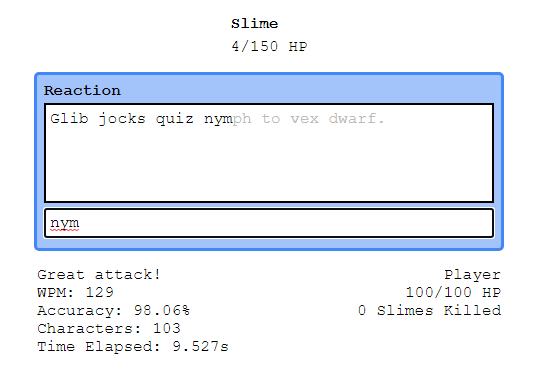 Slime
4/150 HP
Reaction
Glib jocks quiz nymph to vex dwarf.
nym
Great attack!
WPM: 129
Accuracy: 98.06%
Characters: 103
Time Elapsed: 9.527s
Player
100/100 HP
0 Slimes Killed